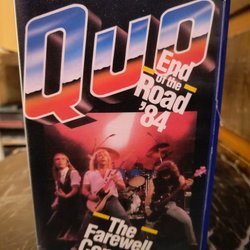 QUO
End
of the
Road
'84
The
Farewell